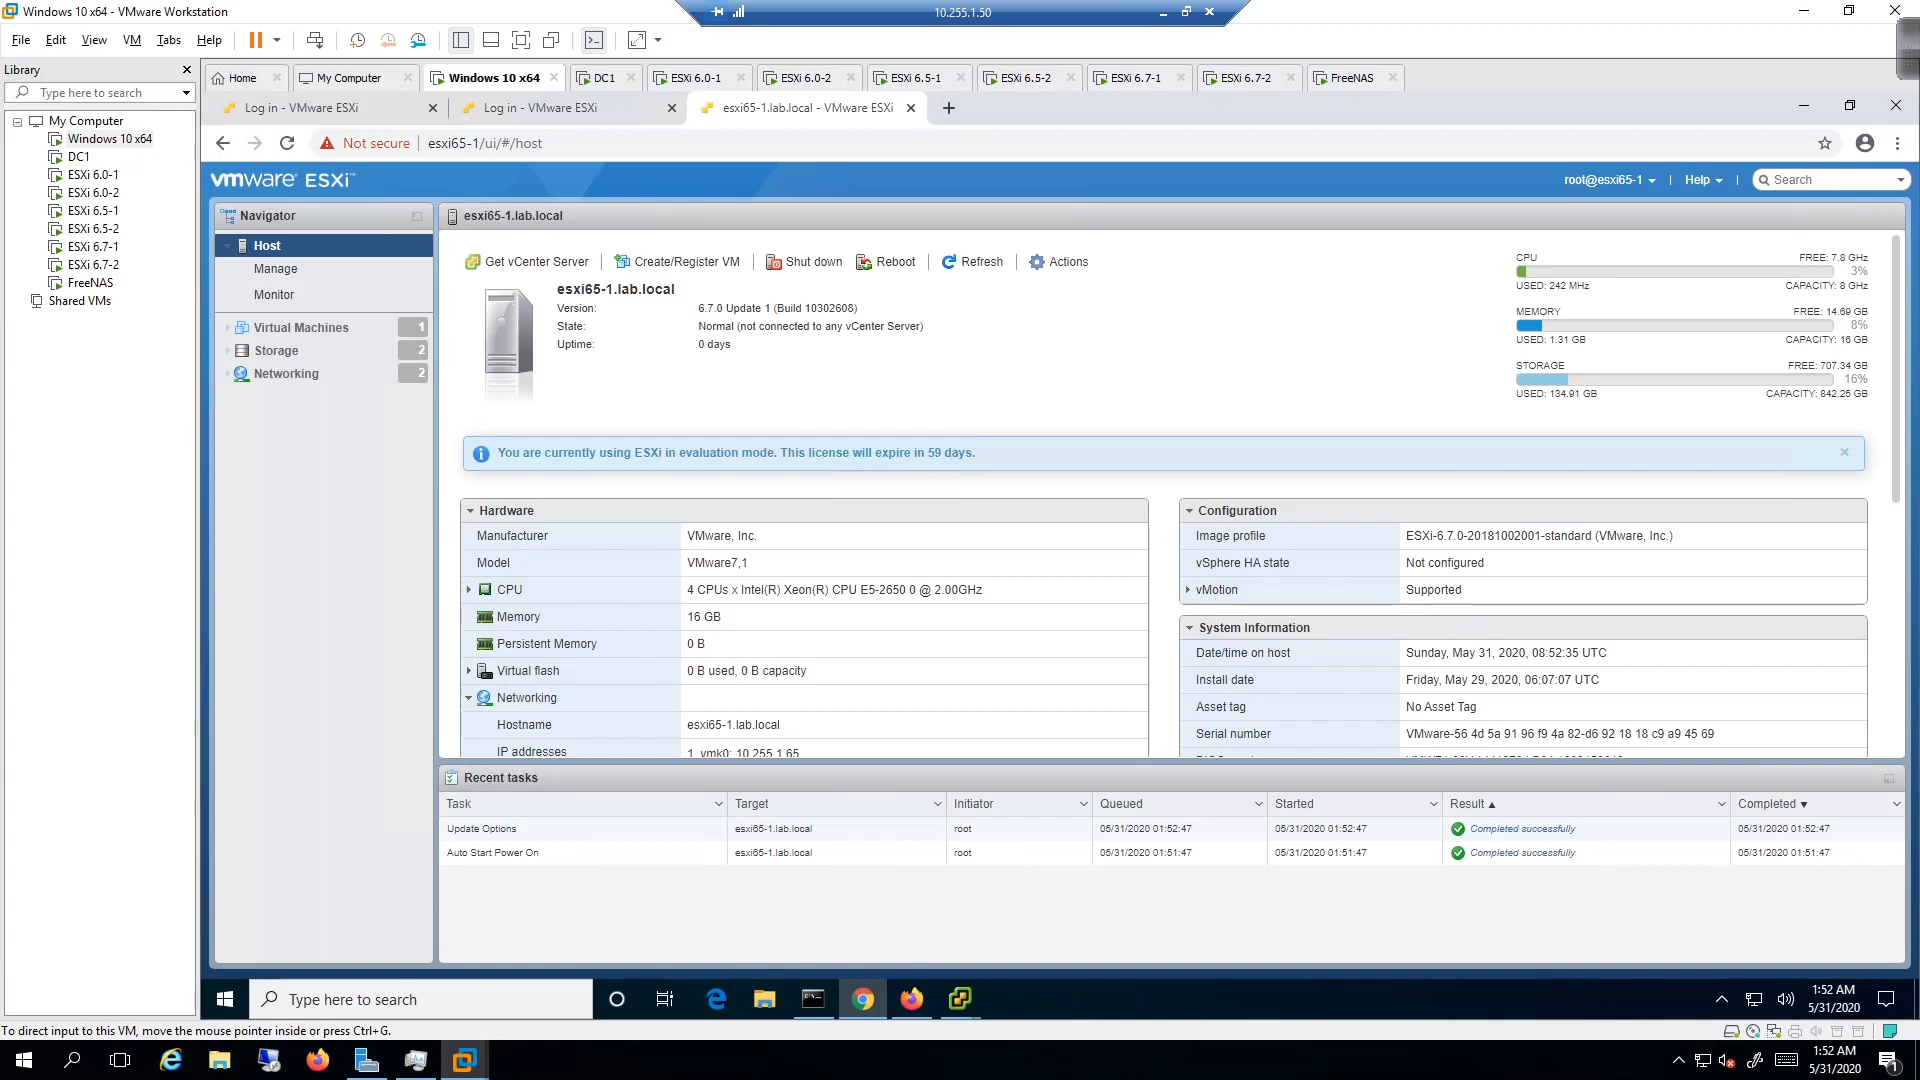 Windows 10 x64 - VMware Workstation
10.255.1.50
File Edit View VM Tabs Help
Library
Type here to search
My Computer
Windows 10 x64
DC1
ESXi 6.0-1
ESXi 6.0-2
ESXi 6.5-1
ESXi 6.5-2
ESXi 6.7-1
ESXi 6.7-2
FreeNAS
Shared VMs
Home My Computer Windows 10 x64 DC1 ESXi 6.0-1 ESXi 6.0-2 ESXi 6.5-1 ESXi 6.5-2 ESXi 6.7-1 ESXi 6.7-2 FreeNAS
Log in - VMware ESXi Log in - VMware ESXi esxi65-1.lab.local - VMware ESXi
Not secure esxi65-1/ui/#/host
vmware ESXi™ root@esxi65-1 | Help | Search
Navigator
Host
Manage
Monitor
Virtual Machines 1
Storage 2
Networking 2
esxi65-1.lab.local
Get vCenter Server Create/Register VM Shut down Reboot Refresh Actions
esxi65-1.lab.local
Version: 6.7.0 Update 1 (Build 10302608)
State: Normal (not connected to any vCenter Server)
Uptime: 0 days
CPU FREE: 7.8 GHz
3%
USED: 242 MHz CAPACITY: 8 GHz
MEMORY FREE: 14.69 GB
8%
USED: 1.31 GB CAPACITY: 16 GB
STORAGE FREE: 707.34 GB
16%
USED: 134.91 GB CAPACITY: 842.25 GB
You are currently using ESXi in evaluation mode. This license will expire in 59 days.
Hardware
Manufacturer VMware, Inc.
Model VMware7,1
CPU 4 CPUs x Intel(R) Xeon(R) CPU E5-2650 0 @ 2.00GHz
Memory 16 GB
Persistent Memory 0 B
Virtual flash 0 B used, 0 B capacity
Networking
Hostname esxi65-1.lab.local
IP addresses 1. vmk0: 10.255.1.65
Configuration
Image profile ESXi-6.7.0-20181002001-standard (VMware, Inc.)
vSphere HA state Not configured
vMotion Supported
System Information
Date/time on host Sunday, May 31, 2020, 08:52:35 UTC
Install date Friday, May 29, 2020, 06:07:07 UTC
Asset tag No Asset Tag
Serial number VMware-56 4d 5a 91 96 f9 4a 82-d6 92 18 18 c9 a9 45 69
Recent tasks
Task Target Initiator Queued Started Result Completed
Update Options esxi65-1.lab.local root 05/31/2020 01:52:47 05/31/2020 01:52:47 Completed successfully 05/31/2020 01:52:47
Auto Start Power On esxi65-1.lab.local root 05/31/2020 01:51:47 05/31/2020 01:51:47 Completed successfully 05/31/2020 01:51:47
Type here to search
1:52 AM
5/31/2020
To direct input to this VM, move the mouse pointer inside or press Ctrl+G.
1:52 AM
5/31/2020
1